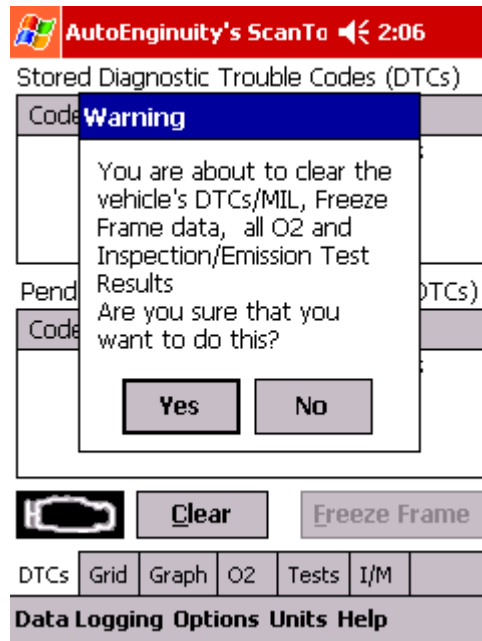 AutoEnginuity's ScanTo 2:06
Stored Diagnostic Trouble Codes (DTCs)
Code
Warning
You are about to clear the
vehicle's DTCs/MIL, Freeze
Frame data, all O2 and
Inspection/Emission Test
Results
Are you sure that you
want to do this?
Yes No
Pend DTCs)
Code
Clear Freeze Frame
DTCs Grid Graph O2 Tests I/M
Data Logging Options Units Help